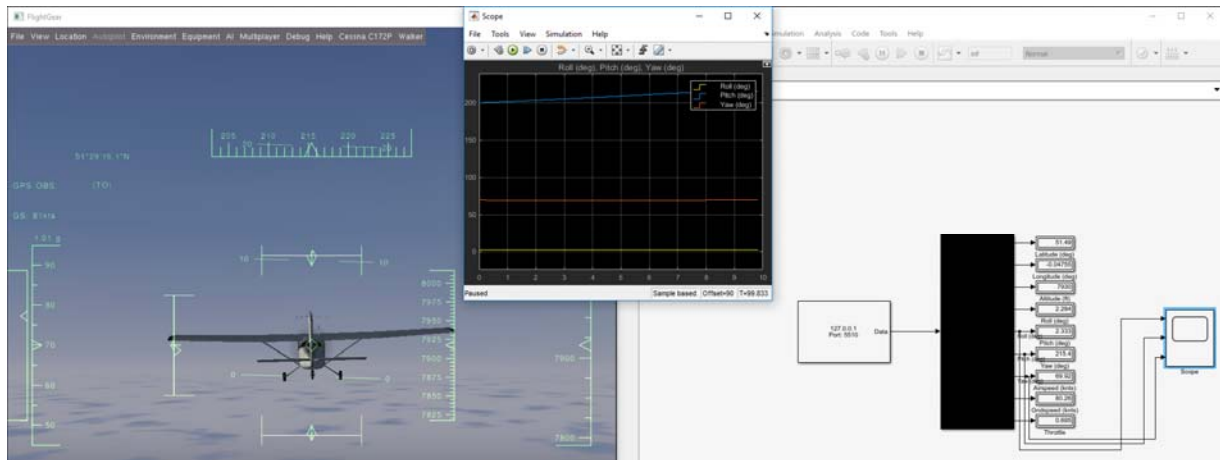 FlightGear
File View Location Autopilot Environment Equipment AI Multiplayer Debug Help Cessna C172P Walker
205 210 215 220 225
51°29'15.1"N
GPS OBS (TO)
1.01 g
90
80
70
60
50
10 10
0 0
8000
7975
7950
7925
7900
7875
7850
7825
7900
7800
Scope
File Tools View Simulation Help
Roll (deg), Pitch (deg), Yaw (deg)
Roll (deg)
Pitch (deg)
Yaw (deg)
200
150
100
50
0
0 1 2 3 4 5 6 7 8 9 10
Paused Sample based Offset=90 T=99.833
Simulation Analysis Code Tools Help
inf Normal
127.0.0.1
Port: 5510
Data
51.49
Latitude (deg)
-0.04755
Longitude (deg)
7930
Altitude (ft)
2.284
Roll (deg)
2.333
Pitch (deg)
215.4
Yaw (deg)
69.92
Airspeed (knts)
80.26
Gndspeed (knts)
0.695
Throttle
Scope